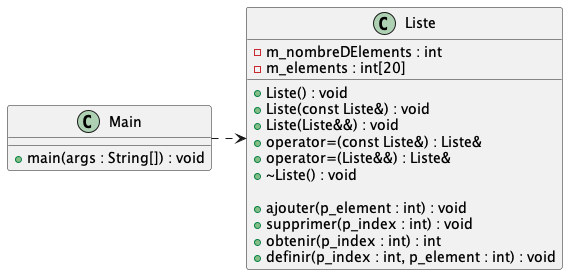 C Main
main(args : String[]) : void
C Liste
m_nombreDElements : int
m_elements : int[20]
Liste() : void
Liste(const Liste&) : void
Liste(Liste&&) : void
operator=(const Liste&) : Liste&
operator=(Liste&&) : Liste&
~Liste() : void
ajouter(p_element : int) : void
supprimer(p_index : int) : void
obtenir(p_index : int) : int
definir(p_index : int, p_element : int) : void